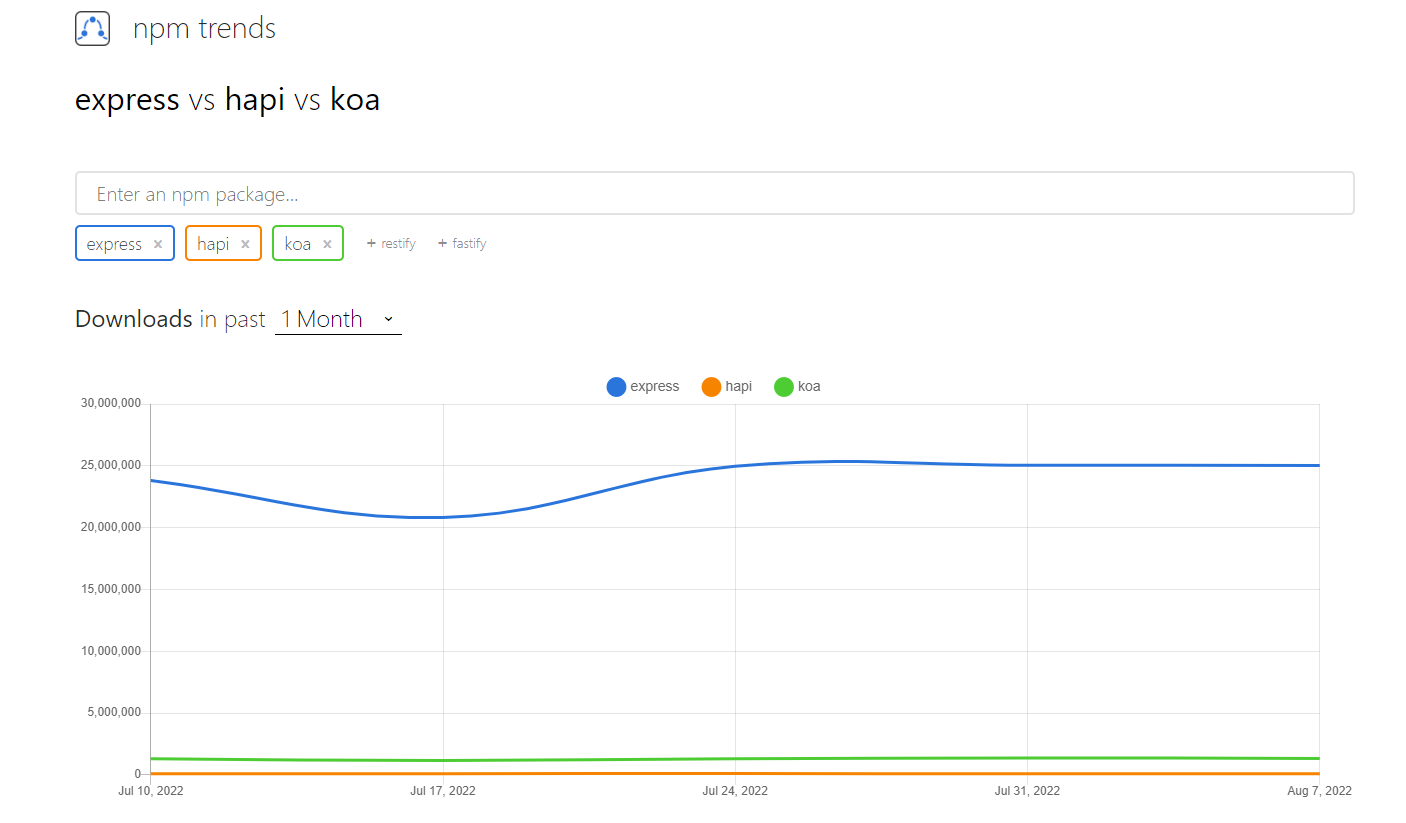 npm trends
express vs hapi vs koa
Enter an npm package...
express × hapi × koa × + restify + fastify
Downloads in past 1 Month
express hapi koa
30,000,000
25,000,000
20,000,000
15,000,000
10,000,000
5,000,000
0
Jul 10, 2022 Jul 17, 2022 Jul 24, 2022 Jul 31, 2022 Aug 7, 2022